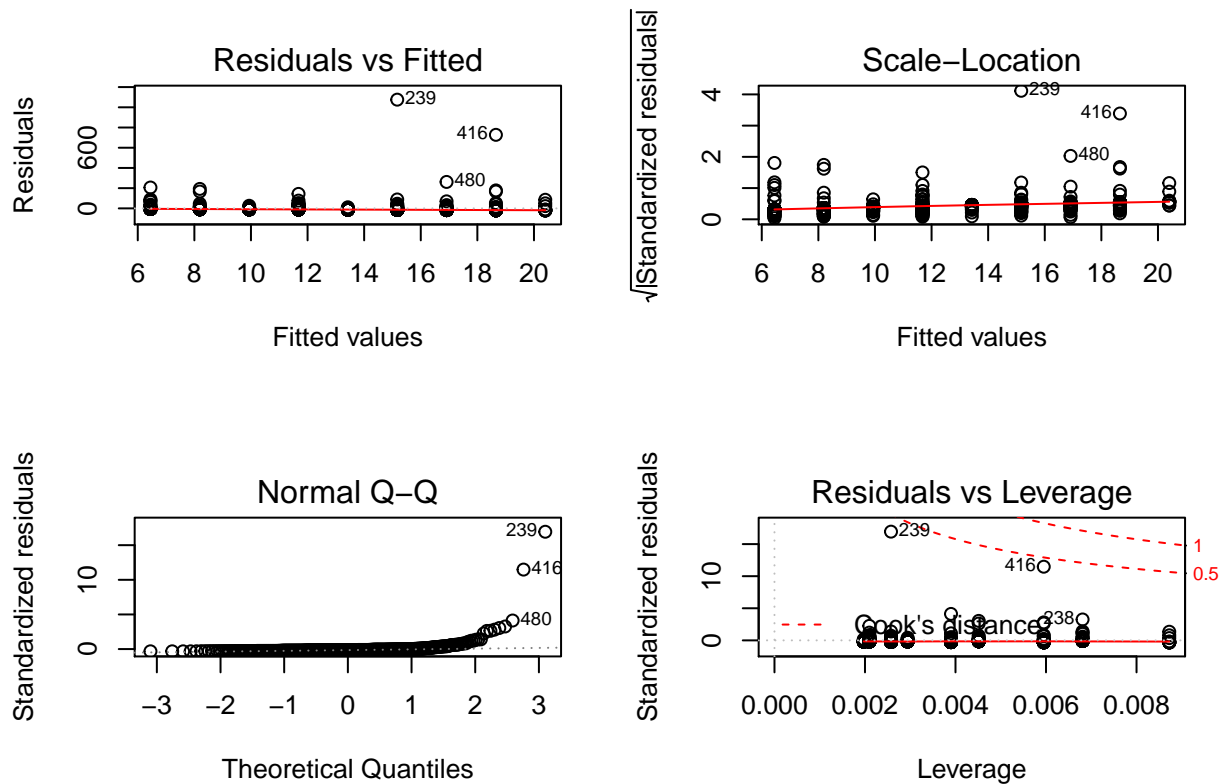 Residuals vs Fitted
Residuals
600
0
239
416
480
6 8 10 12 14 16 18 20
Fitted values
Scale−Location
√|Standardized residuals|
4
2
0
239
416
480
6 8 10 12 14 16 18 20
Fitted values
Normal Q−Q
Standardized residuals
10
0
239
416
480
−3 −2 −1 0 1 2 3
Theoretical Quantiles
Residuals vs Leverage
Standardized residuals
10
0
239
416
238
1
0.5
Cook's distance
0.000 0.002 0.004 0.006 0.008
Leverage